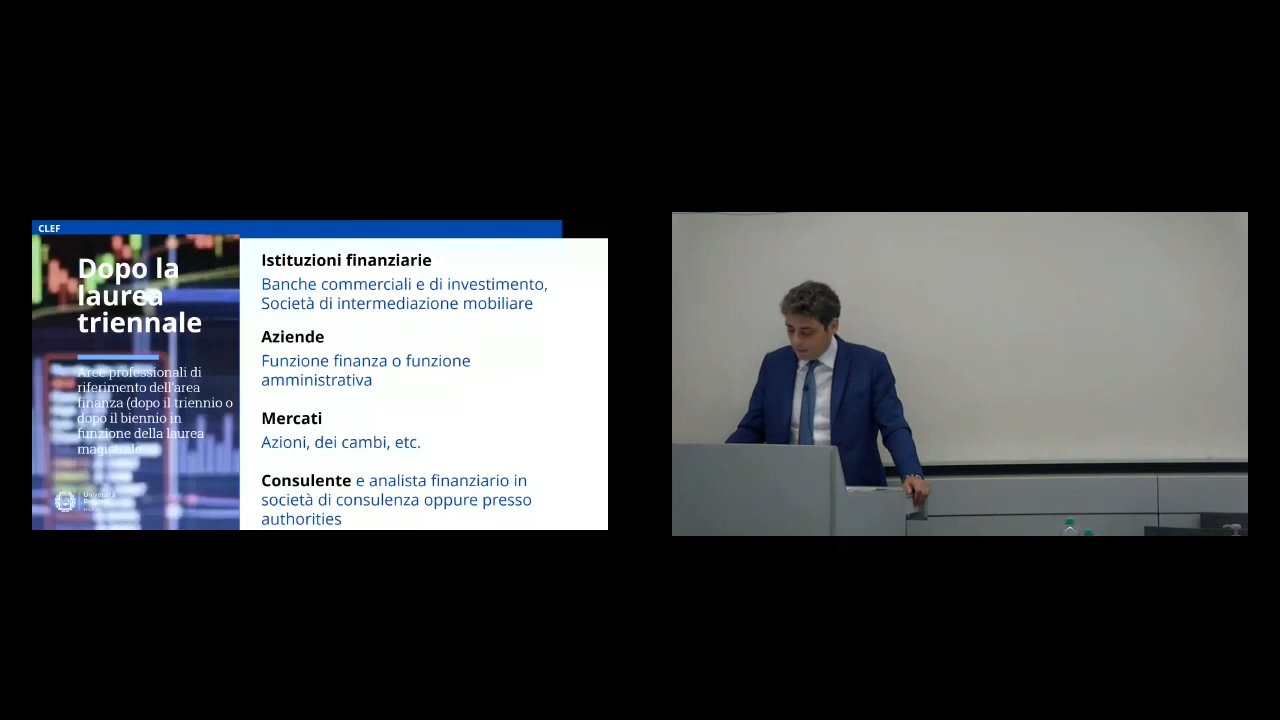 CLEF
Dopo la
laurea
triennale
Aree professionali di
riferimento dell'area
finanza (dopo il triennio o
dopo il biennio in
funzione della laurea
magistrale
Università
Istituzioni finanziarie
Banche commerciali e di investimento,
Società di intermediazione mobiliare
Aziende
Funzione finanza o funzione
amministrativa
Mercati
Azioni, dei cambi, etc.
Consulente e analista finanziario in
società di consulenza oppure presso
authorities